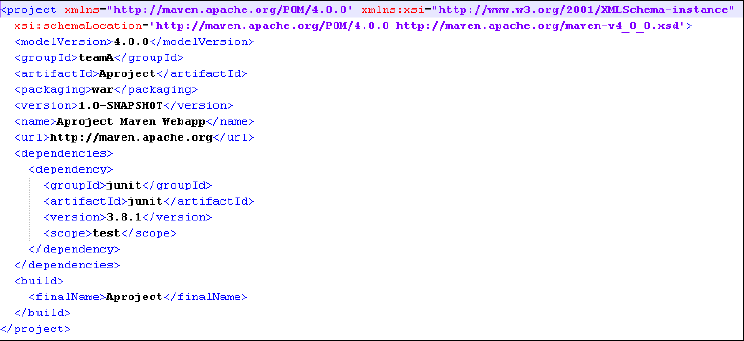 <project xmlns="http://maven.apache.org/POM/4.0.0" xmlns:xsi="http://www.w3.org/2001/XMLSchema-instance"
xsi:schemaLocation="http://maven.apache.org/POM/4.0.0 http://maven.apache.org/maven-v4_0_0.xsd">
<modelVersion>4.0.0</modelVersion>
<groupId>teamA</groupId>
<artifactId>Aproject</artifactId>
<packaging>war</packaging>
<version>1.0-SNAPSHOT</version>
<name>Aproject Maven Webapp</name>
<url>http://maven.apache.org</url>
<dependencies>
<dependency>
<groupId>junit</groupId>
<artifactId>junit</artifactId>
<version>3.8.1</version>
<scope>test</scope>
</dependency>
</dependencies>
<build>
<finalName>Aproject</finalName>
</build>
</project>